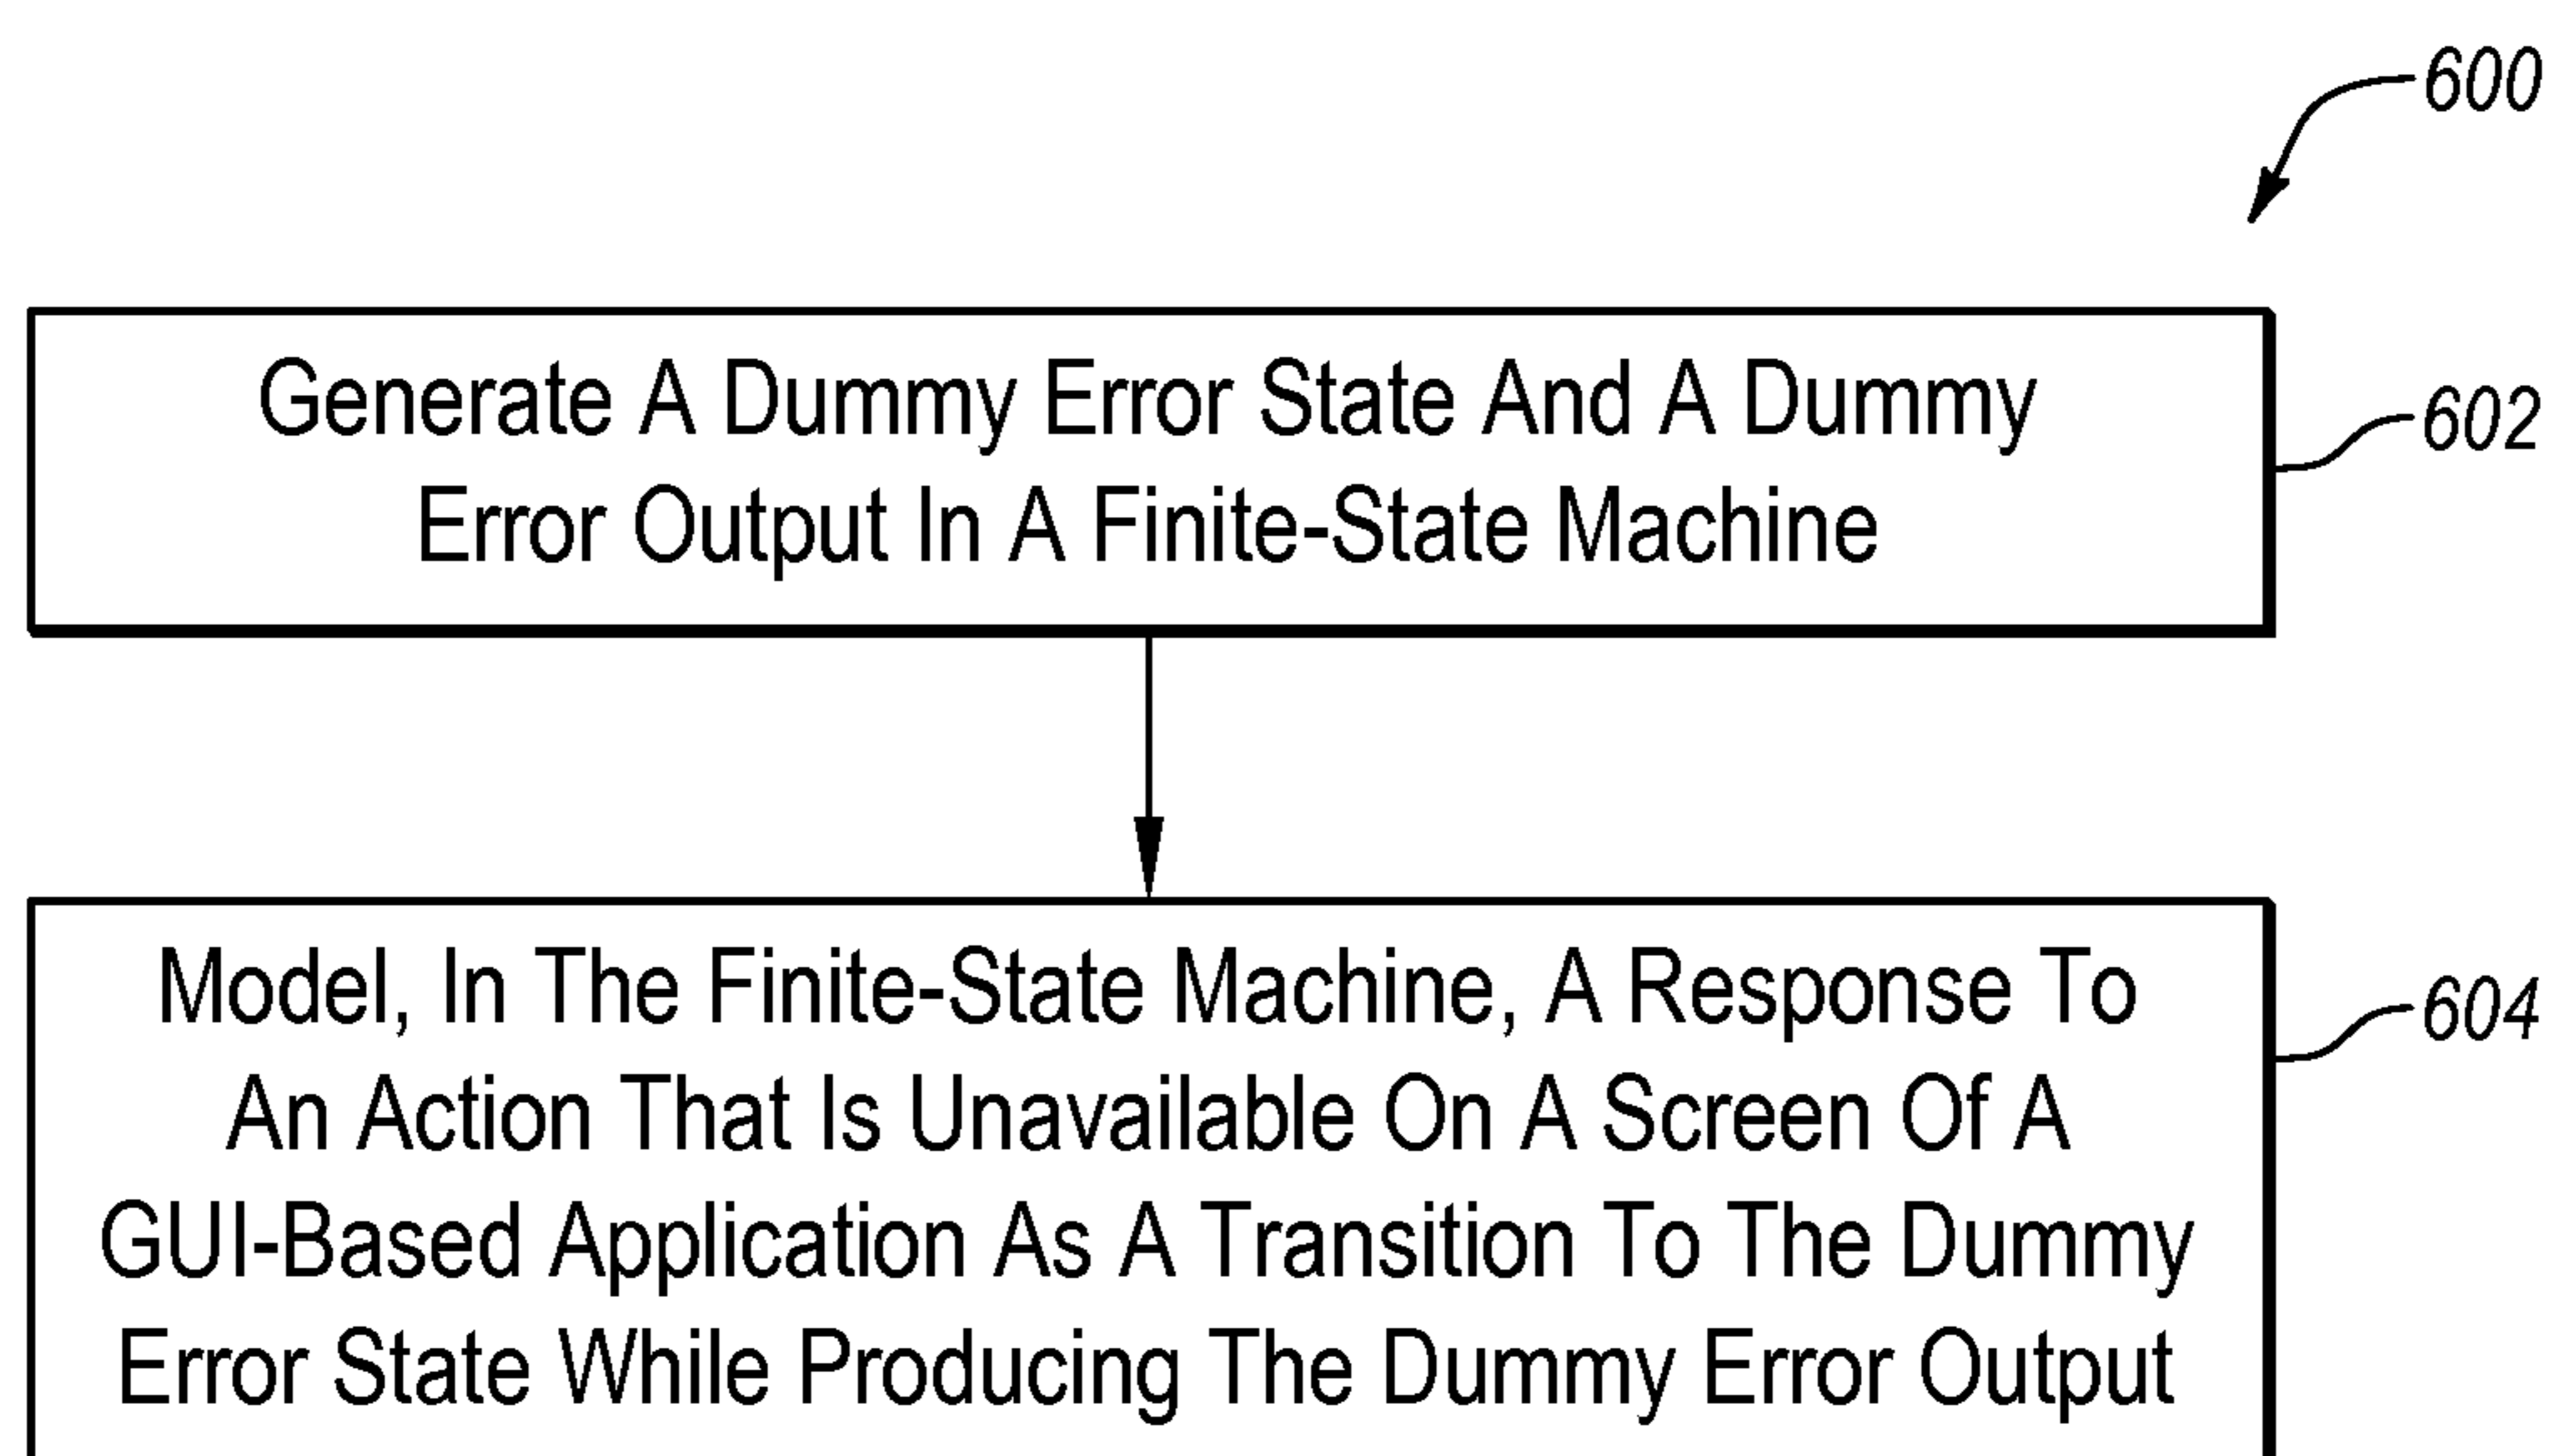 600
Generate A Dummy Error State And A Dummy
Error Output In A Finite-State Machine
602
Model, In The Finite-State Machine, A Response To
An Action That Is Unavailable On A Screen Of A
GUI-Based Application As A Transition To The Dummy
Error State While Producing The Dummy Error Output
604